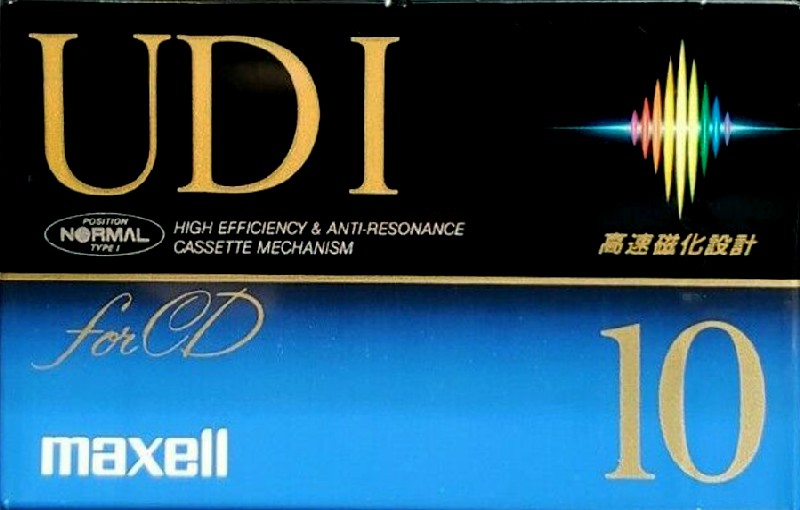 UD I
POSITION
NORMAL
TYPE I
HIGH EFFICIENCY & ANTI-RESONANCE
CASSETTE MECHANISM
高速磁化設計
for CD
10
maxell